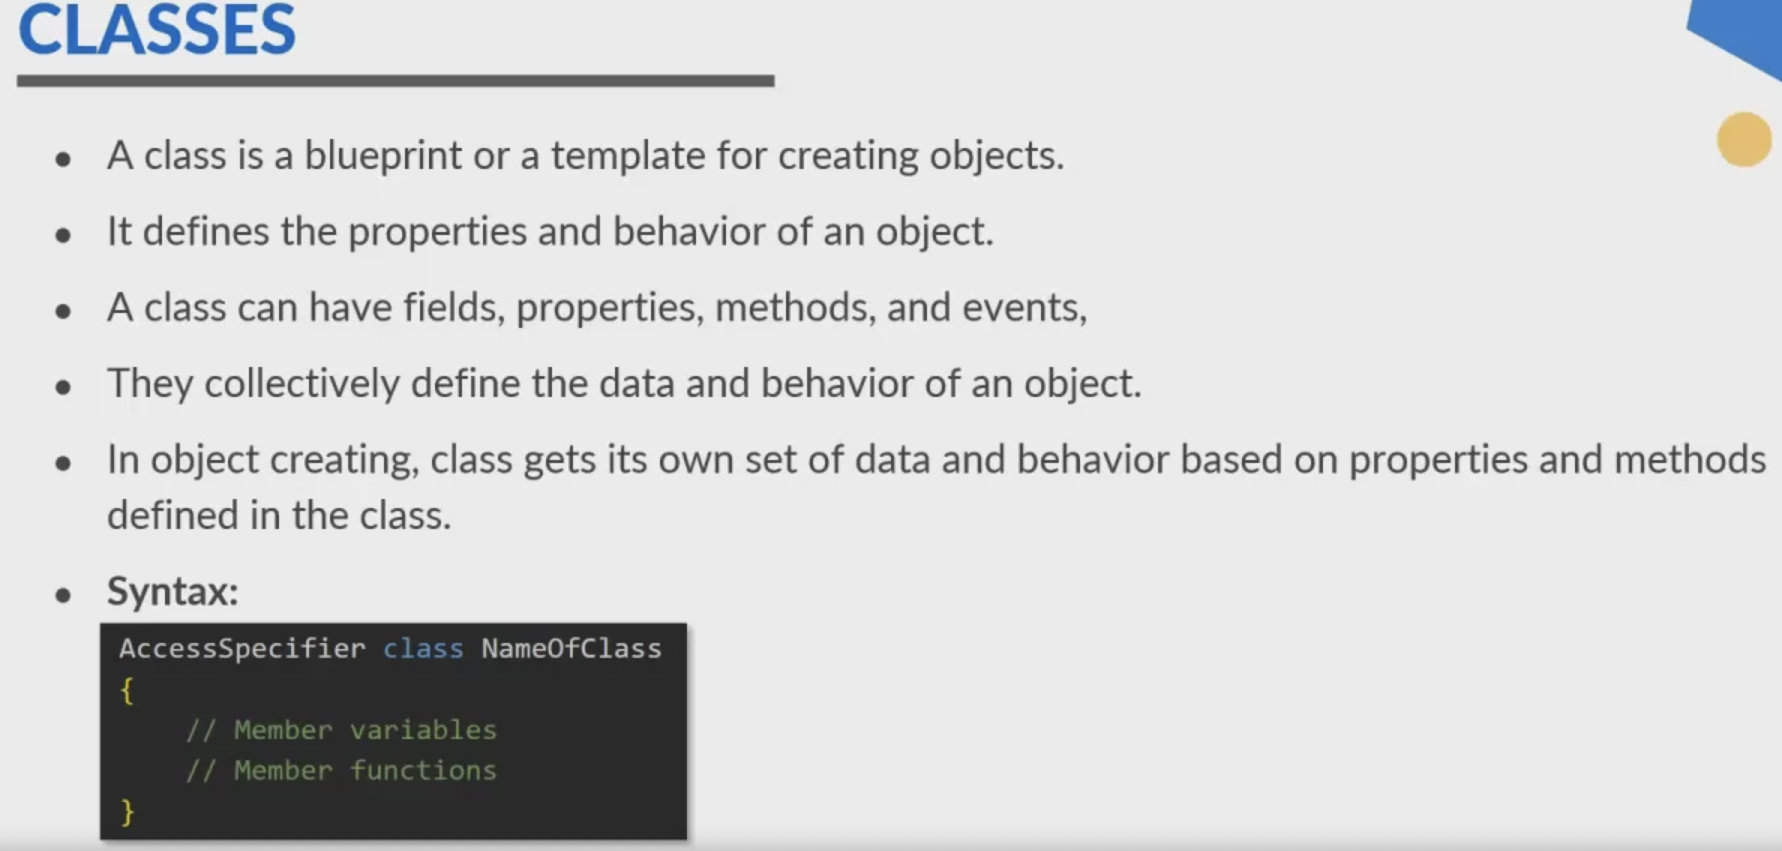 CLASSES
• A class is a blueprint or a template for creating objects.
• It defines the properties and behavior of an object.
• A class can have fields, properties, methods, and events,
• They collectively define the data and behavior of an object.
• In object creating, class gets its own set of data and behavior based on properties and methods
defined in the class.
• Syntax:
AccessSpecifier class NameOfClass
{
    // Member variables
    // Member functions
}